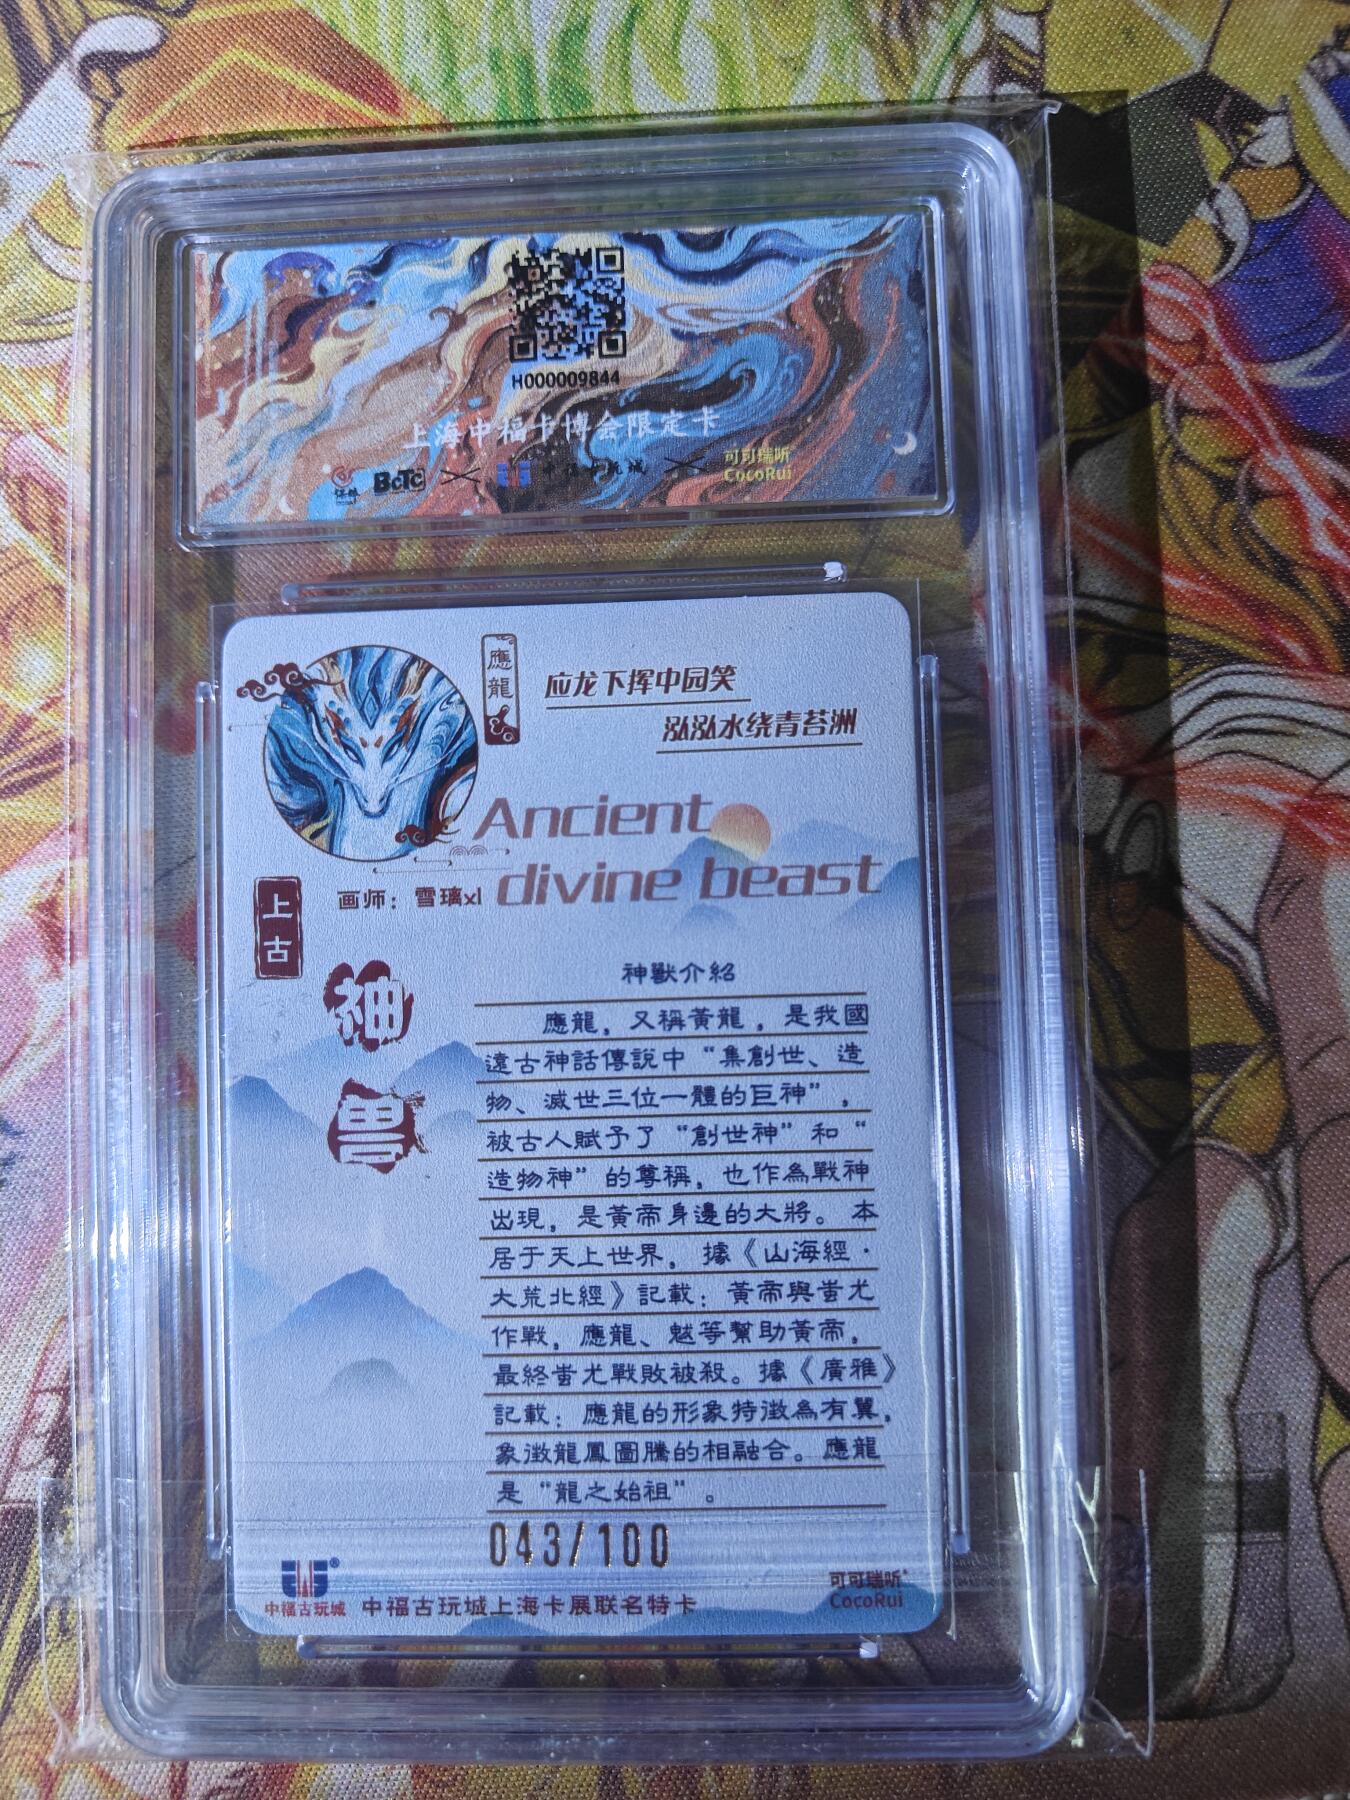 H000009844
上海中福卡博会限定卡
BCTC × 中福古玩城 × 可可瑞昕
CocoRui
應龍
应龙下挥中园笑
泓泓水绕青苔洲
Ancient
divine beast
画师：雪璃xl
上古
神兽
神獸介紹
應龍，又稱黃龍，是我國
遠古神話傳說中“集創世、造
物、滅世三位一體的巨神”，
被古人賦予了“創世神”和“
造物神”的尊稱，也作為戰神
出現，是黃帝身邊的大將。本
居于天上世界，據《山海經·
大荒北經》記載：黃帝與蚩尤
作戰，應龍、魃等幫助黃帝，
最終蚩尤戰敗被殺。據《廣雅》
記載：應龍的形象特徵為有翼，
象徵龍鳳圖騰的相融合。應龍
是“龍之始祖”。
043/100
中福古玩城
中福古玩城上海卡展联名特卡
可可瑞昕
CocoRui